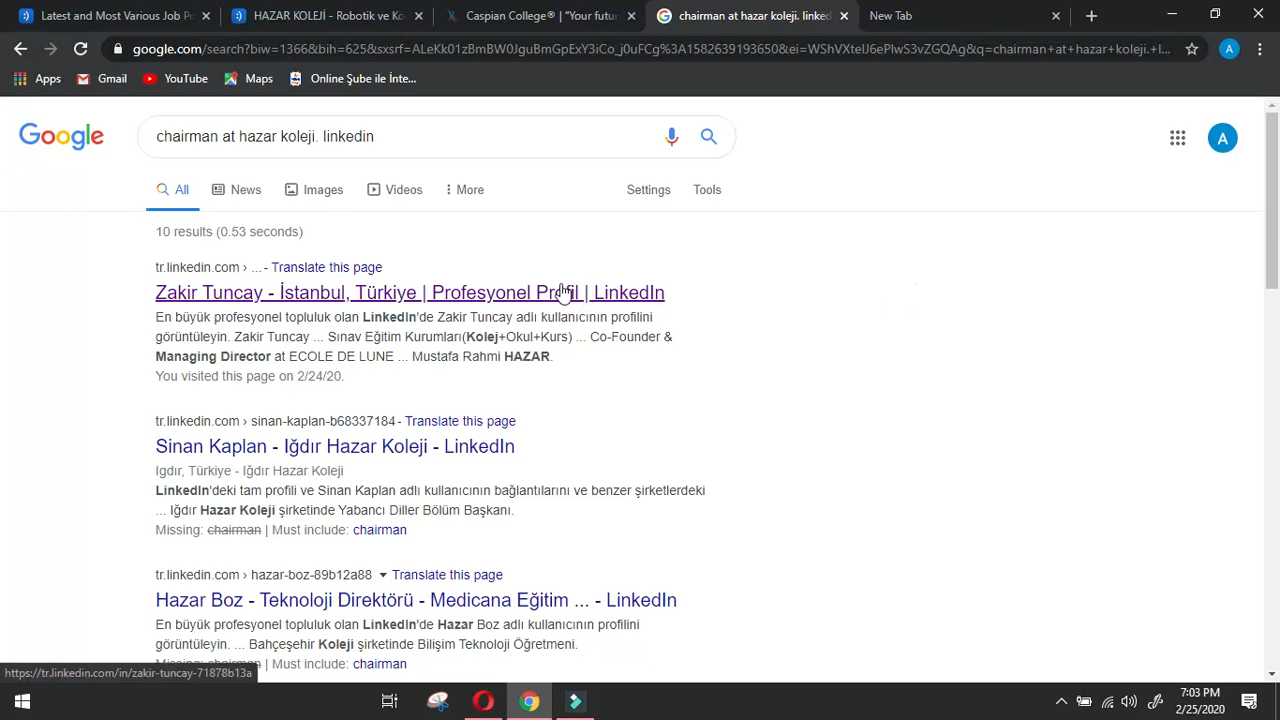 Latest and Most Various Job P
HAZAR KOLEJİ - Robotik ve K
Caspian College® | "Your futu
chairman at hazar koleji. linked
New Tab
google.com/search?biw=1366&bih=625&sxsrf=ALeKk01zBmBW0JguBmGpExY3iCo_j0uFCg%3A1582639193650&ei=WShVXteIJ6ePlwS3vZGQAg&q=chairman+at+hazar+koleji.+l...
A
Apps
Gmail
YouTube
Maps
Online Şube ile İnte...
Google
chairman at hazar koleji. linkedin
A
All
News
Images
Videos
More
Settings
Tools
10 results (0.53 seconds)
tr.linkedin.com › ... - Translate this page
Zakir Tuncay - İstanbul, Türkiye | Profesyonel Profil | LinkedIn
En büyük profesyonel topluluk olan LinkedIn'de Zakir Tuncay adlı kullanıcının profilini
görüntüleyin. Zakir Tuncay ... Sınav Eğitim Kurumları(Kolej+Okul+Kurs) ... Co-Founder &
Managing Director at ECOLE DE LUNE ... Mustafa Rahmi HAZAR.
You visited this page on 2/24/20.
tr.linkedin.com › sinan-kaplan-b68337184 - Translate this page
Sinan Kaplan - Iğdır Hazar Koleji - LinkedIn
Igdır, Türkiye - Iğdır Hazar Koleji
LinkedIn'deki tam profili ve Sinan Kaplan adlı kullanıcının bağlantılarını ve benzer şirketlerdeki
... Iğdır Hazar Koleji şirketinde Yabancı Diller Bölüm Başkanı.
Missing: chairman | Must include: chairman
tr.linkedin.com › hazar-boz-89b12a88 Translate this page
Hazar Boz - Teknoloji Direktörü - Medicana Eğitim ... - LinkedIn
En büyük profesyonel topluluk olan LinkedIn'de Hazar Boz adlı kullanıcının profilini
görüntüleyin. ... Bahçeşehir Koleji şirketinde Bilişim Teknoloji Öğretmeni.
Missing: chairman | Must include: chairman
https://tr.linkedin.com/in/zakir-tuncay-71878b13a
7:03 PM
2/25/2020